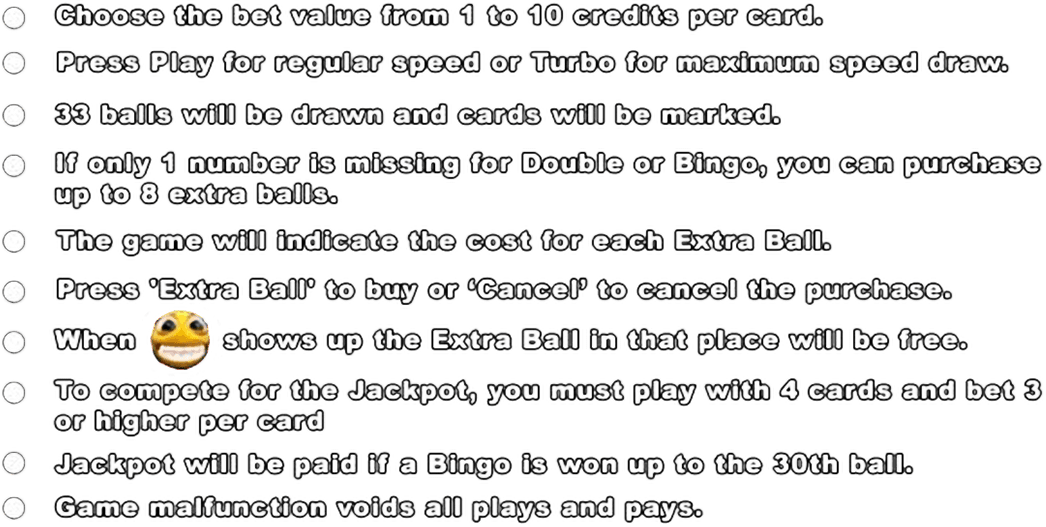 Choose the bet value from 1 to 10 credits per card.
Press Play for regular speed or Turbo for maximum speed draw.
33 balls will be drawn and cards will be marked.
If only 1 number is missing for Double or Bingo, you can purchase
up to 8 extra balls.
The game will indicate the cost for each Extra Ball.
Press 'Extra Ball' to buy or ‘Cancel’ to cancel the purchase.
When shows up the Extra Ball in that place will be free.
To compete for the Jackpot, you must play with 4 cards and bet 3
or higher per card
Jackpot will be paid if a Bingo is won up to the 30th ball.
Game malfunction voids all plays and pays.